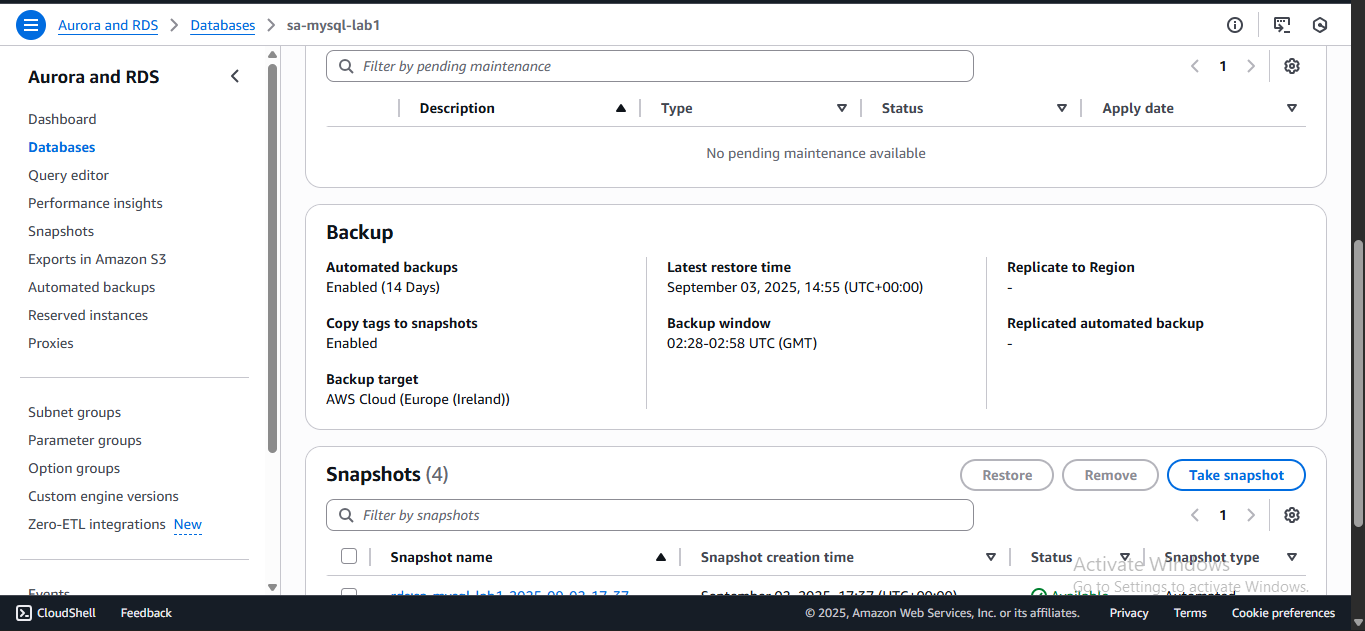 Aurora and RDS > Databases > sa-mysql-lab1
Aurora and RDS
Dashboard
Databases
Query editor
Performance insights
Snapshots
Exports in Amazon S3
Automated backups
Reserved instances
Proxies
Subnet groups
Parameter groups
Option groups
Custom engine versions
Zero-ETL integrations New
Events
Filter by pending maintenance
1
Description Type Status Apply date
No pending maintenance available
Backup
Automated backups
Enabled (14 Days)
Copy tags to snapshots
Enabled
Backup target
AWS Cloud (Europe (Ireland))
Latest restore time
September 03, 2025, 14:55 (UTC+00:00)
Backup window
02:28-02:58 UTC (GMT)
Replicate to Region
-
Replicated automated backup
-
Snapshots (4)
Restore Remove Take snapshot
Filter by snapshots
1
Snapshot name Snapshot creation time Status Snapshot type
Available Automated
Activate Windows
Go to Settings to activate Windows.
CloudShell Feedback © 2025, Amazon Web Services, Inc. or its affiliates. Privacy Terms Cookie preferences